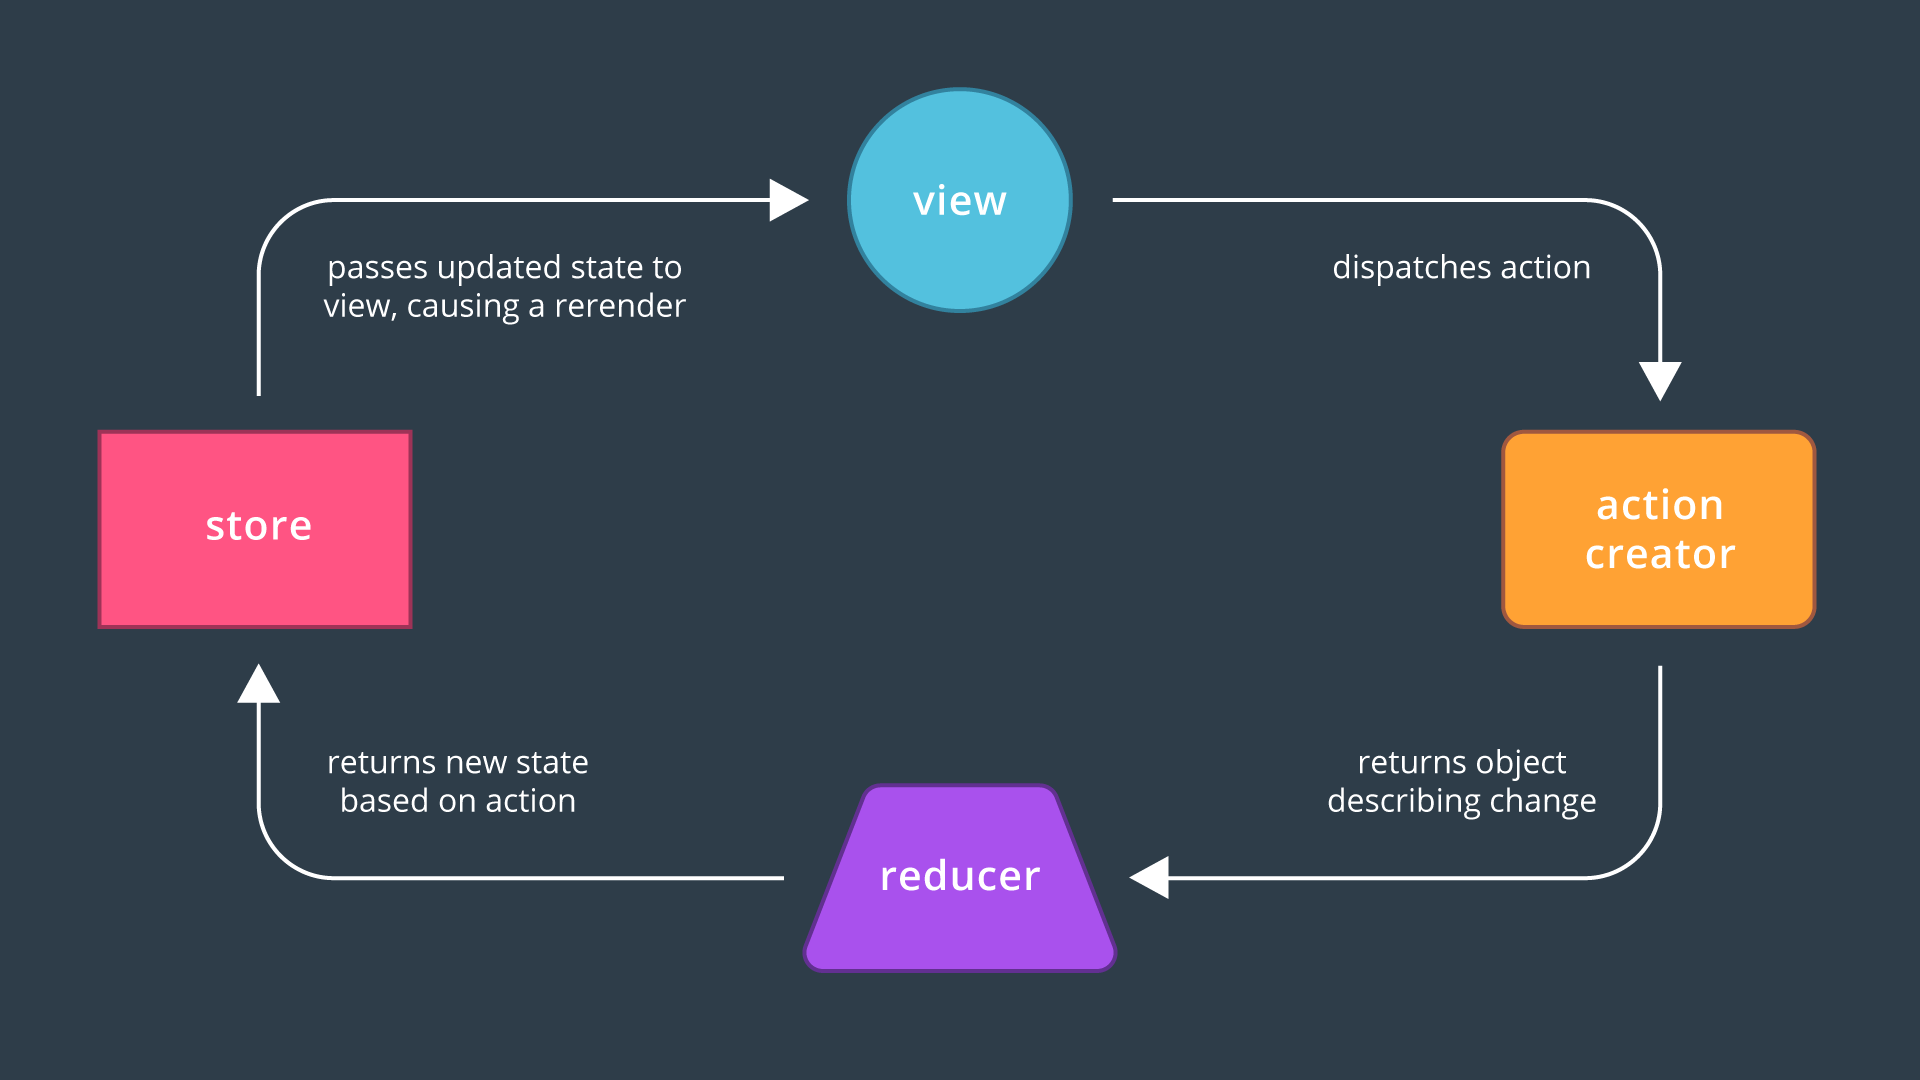 view
passes updated state to
view, causing a rerender
dispatches action
store
action
creator
returns new state
based on action
returns object
describing change
reducer